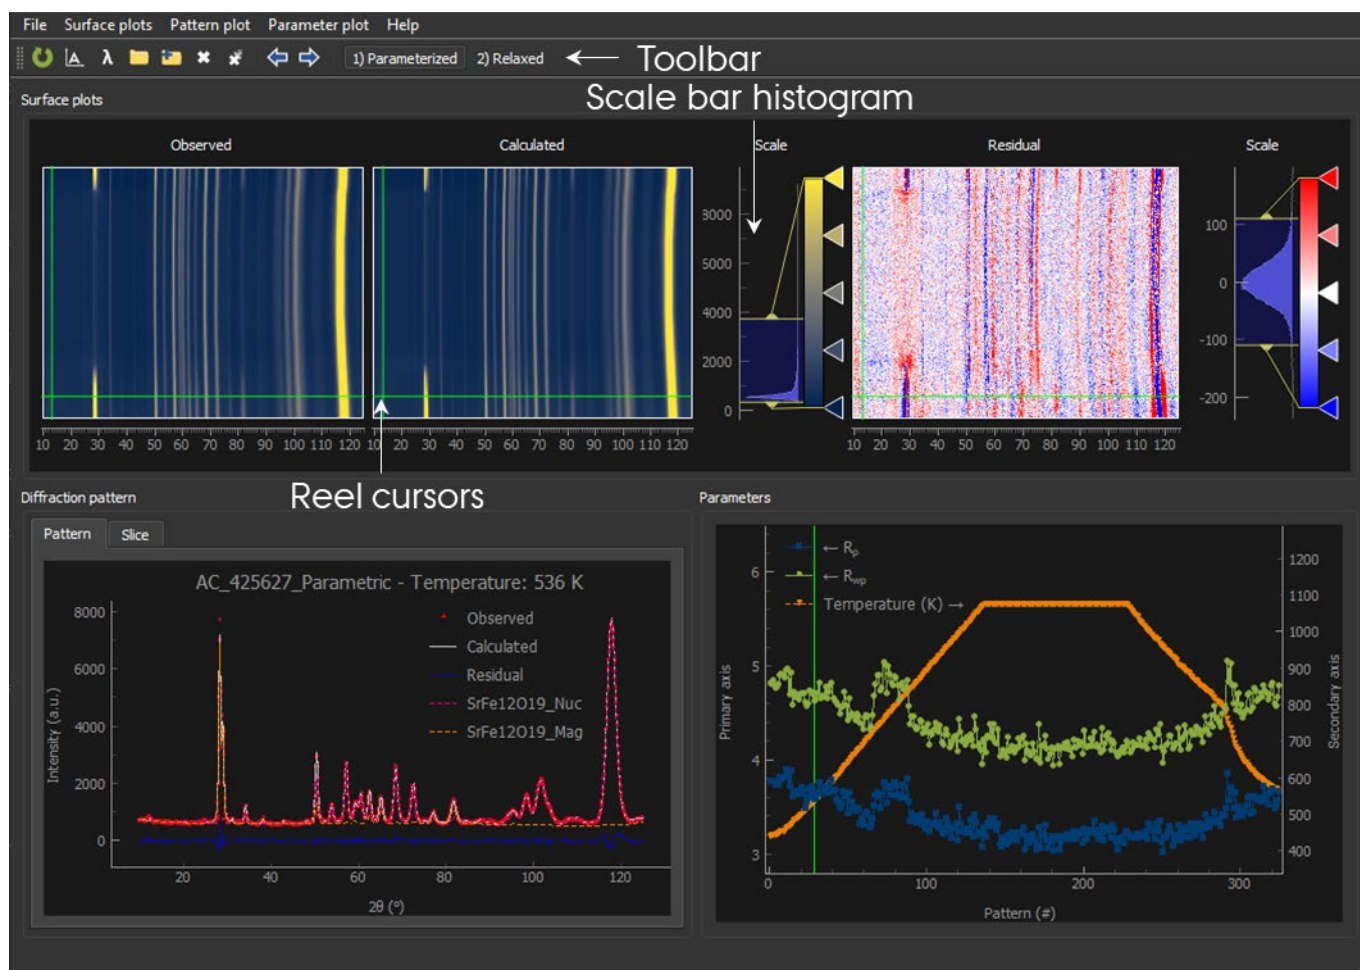 File Surface plots Pattern plot Parameter plot Help
A λ 1) Parameterized 2) Relaxed Toolbar
Scale bar histogram
Surface plots
Observed Calculated Scale Residual Scale
8000
6000
4000
2000
0
100
0
-100
-200
10 20 30 40 50 60 70 80 90 100 110 120
10 20 30 40 50 60 70 80 90 100 110 120
10 20 30 40 50 60 70 80 90 100 110 120
Reel cursors
Diffraction pattern
Pattern Slice
AC_425627_Parametric - Temperature: 536 K
Observed
Calculated
Residual
SrFe12O19_Nuc
SrFe12O19_Mag
Intensity (a.u.)
8000
6000
4000
2000
0
20 40 60 80 100 120
2θ (°)
Parameters
← Rp
← Rwp
Temperature (K) →
Primary axis
6
5
4
3
Secondary axis
1200
1100
1000
900
800
700
600
500
400
0 100 200 300
Pattern (#)